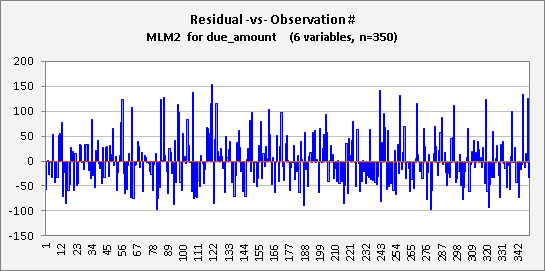 Residual -vs- Observation #
MLM2 for due_amount (6 variables, n=350)
200
150
100
50
0
-50
-100
-150
1 12 23 34 45 56 67 78 89 100 111 122 133 144 155 166 177 188 199 210 221 232 243 254 265 276 287 298 309 320 331 342